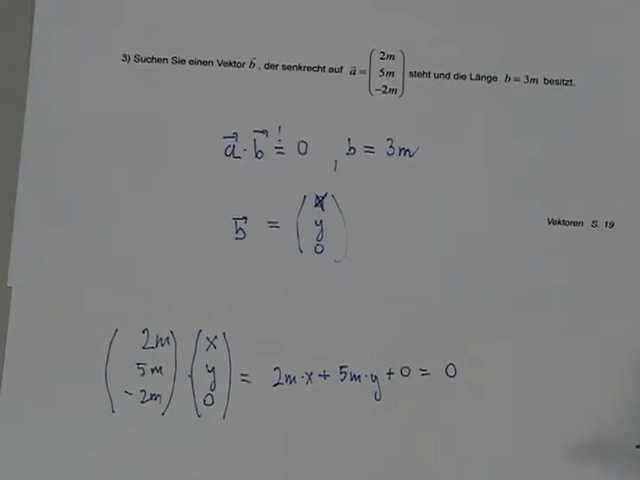 3) Suchen Sie einen Vektor b⃗, der senkrecht auf a⃗ = (2m, 5m, −2m) steht und die Länge b = 3m besitzt.
a⃗ · b⃗ =! 0 , b = 3m
b⃗ = (x, y, 0)
Vektoren S. 19
(2m, 5m, -2m) · (x, y, 0) = 2m·x + 5m·y + 0 = 0